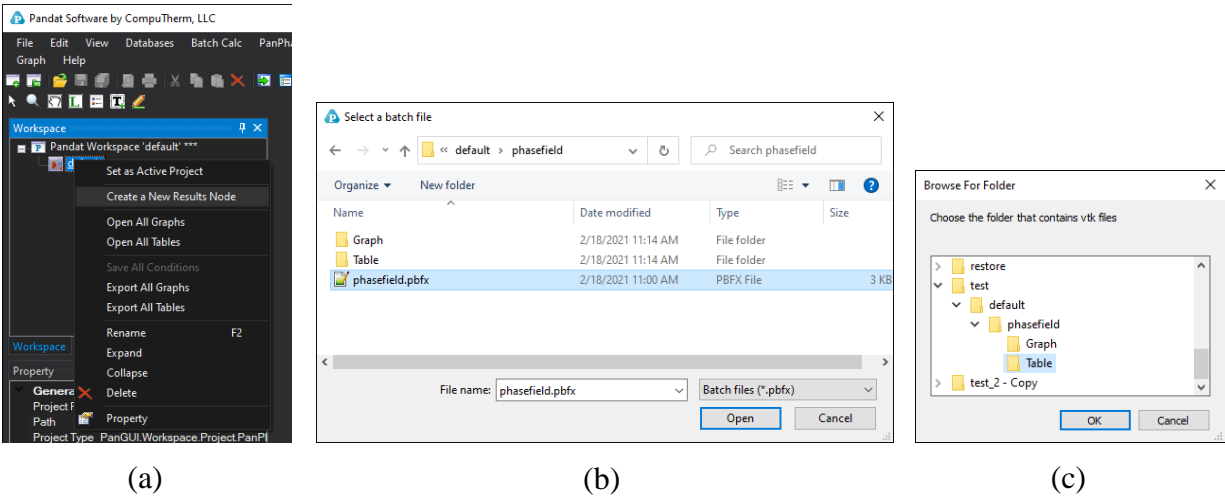 Pandat Software by CompuTherm, LLC
File Edit View Databases Batch Calc PanPha
Graph Help
Workspace
Pandat Workspace 'default' ***
Set as Active Project
Create a New Results Node
Open All Graphs
Open All Tables
Save All Conditions
Export All Graphs
Export All Tables
Rename F2
Expand
Collapse
Delete
Property
Workspace
Property
Genera
Project F
Path
Project Type PanGUI.Workspace.Project.PanPl
(a)
Select a batch file
« default › phasefield
Search phasefield
Organize New folder
Name Date modified Type Size
Graph 2/18/2021 11:14 AM File folder
Table 2/18/2021 11:14 AM File folder
phasefield.pbfx 2/18/2021 11:00 AM PBFX File 3 KB
File name: phasefield.pbfx Batch files (*.pbfx)
Open Cancel
(b)
Browse For Folder
Choose the folder that contains vtk files
restore
test
default
phasefield
Graph
Table
test_2 - Copy
OK Cancel
(c)